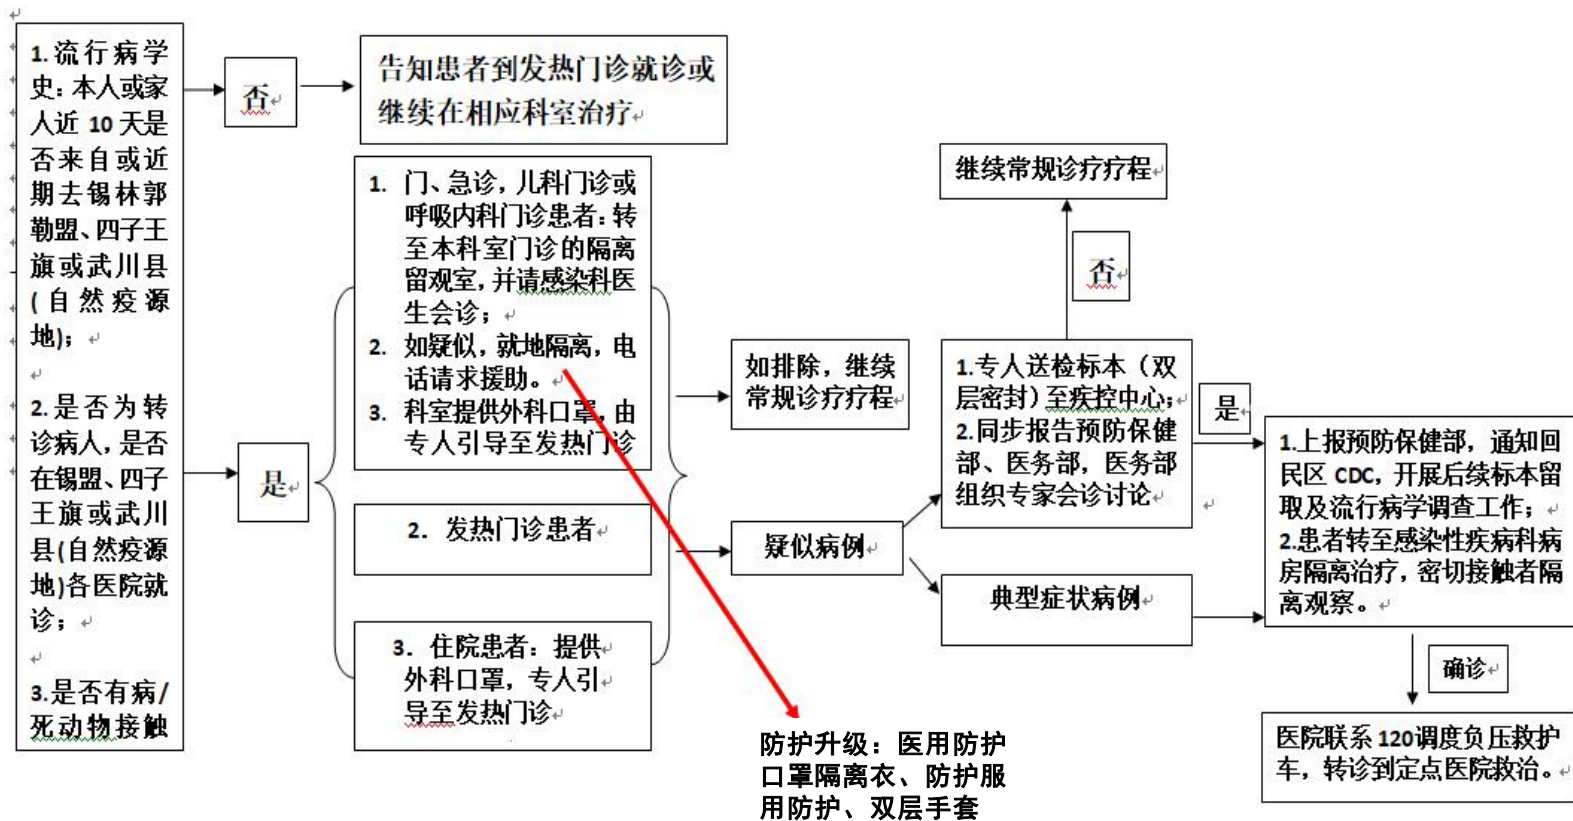 1.流行病学
史：本人或家
人近 10 天是
否来自或近
期去锡林郭
勒盟、四子王
旗或武川县
(自然疫源
地)；
2.是否为转
诊病人，是否
在锡盟、四子
王旗或武川
县(自然疫源
地)各医院就
诊；
3.是否有病/
死动物接触
否
告知患者到发热门诊就诊或
继续在相应科室治疗
是
1. 门、急诊，儿科门诊或
呼吸内科门诊患者：转
至本科室门诊的隔离
留观室，并请感染科医
生会诊；
2. 如疑似，就地隔离，电
话请求援助。
3. 科室提供外科口罩，由
专人引导至发热门诊
2. 发热门诊患者
3. 住院患者：提供
外科口罩，专人引
导至发热门诊
如排除，继续
常规诊疗疗程
疑似病例
继续常规诊疗疗程
否
1.专人送检标本（双
层密封）至疾控中心；
2.同步报告预防保健
部、医务部，医务部
组织专家会诊讨论
典型症状病例
是
1.上报预防保健部，通知回
民区 CDC，开展后续标本留
取及流行病学调查工作；
2.患者转至感染性疾病科病
房隔离治疗，密切接触者隔
离观察。
确诊
医院联系 120调度负压救护
车，转诊到定点医院救治。
防护升级：医用防护
口罩隔离衣、防护服
用防护、双层手套